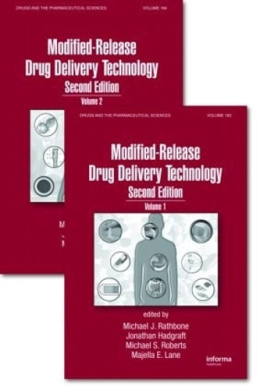 DRUGS AND THE PHARMACEUTICAL SCIENCES
Modified-Release
Drug Delivery Technology
Second Edition
Volume 2
DRUGS AND THE PHARMACEUTICAL SCIENCES
VOLUME 183
Modified-Release
Drug Delivery Technology
Second Edition
Volume 1
edited by
Michael J. Rathbone
Jonathan Hadgraft
Michael S. Roberts
Majella E. Lane
informa